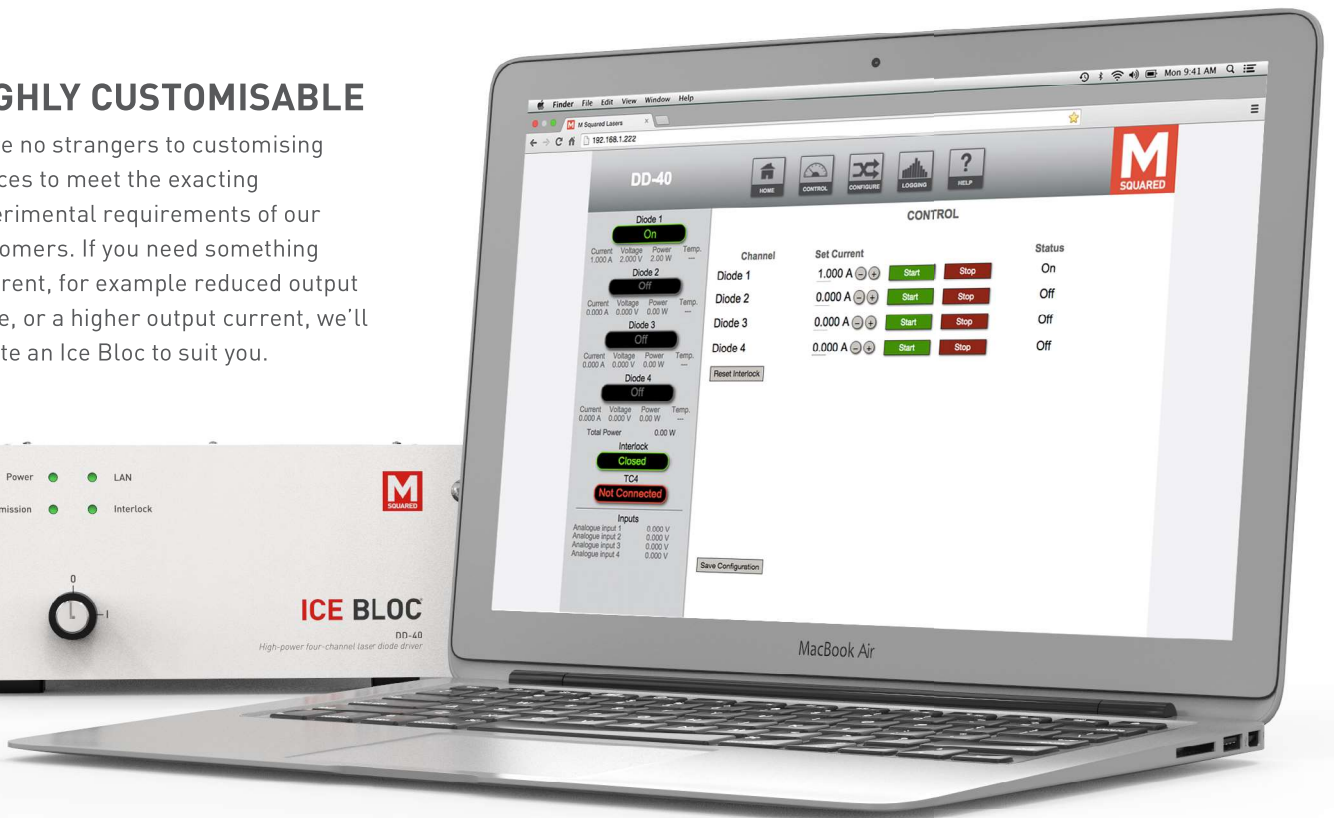 GHLY CUSTOMISABLE
e no strangers to customising
ces to meet the exacting
erimental requirements of our
omers. If you need something
erent, for example reduced output
e, or a higher output current, we'll
te an Ice Bloc to suit you.
Power
LAN
mission
Interlock
M
SQUARED
0
I
ICE BLOC
DD-40
High-power four-channel laser diode driver
Finder File Edit View Window Help
Mon 9:41 AM
M Squared Lasers
192.168.1.222
DD-40
HOME
CONTROL
CONFIGURE
LOGGING
?
HELP
M
SQUARED
Diode 1
On
Current Voltage Power Temp.
1.000 A 2.000 V 2.00 W ---
Diode 2
Off
Current Voltage Power Temp.
0.000 A 0.000 V 0.00 W ---
Diode 3
Off
Current Voltage Power Temp.
0.000 A 0.000 V 0.00 W ---
Diode 4
Off
Current Voltage Power Temp.
0.000 A 0.000 V 0.00 W ---
Total Power 0.00 W
Interlock
Closed
TC4
Not Connected
Inputs
Analogue input 1 0.000 V
Analogue input 2 0.000 V
Analogue input 3 0.000 V
Analogue input 4 0.000 V
CONTROL
Channel Set Current Status
Diode 1 1.000 A - + Start Stop On
Diode 2 0.000 A - + Start Stop Off
Diode 3 0.000 A - + Start Stop Off
Diode 4 0.000 A - + Start Stop Off
Reset Interlock
Save Configuration
MacBook Air